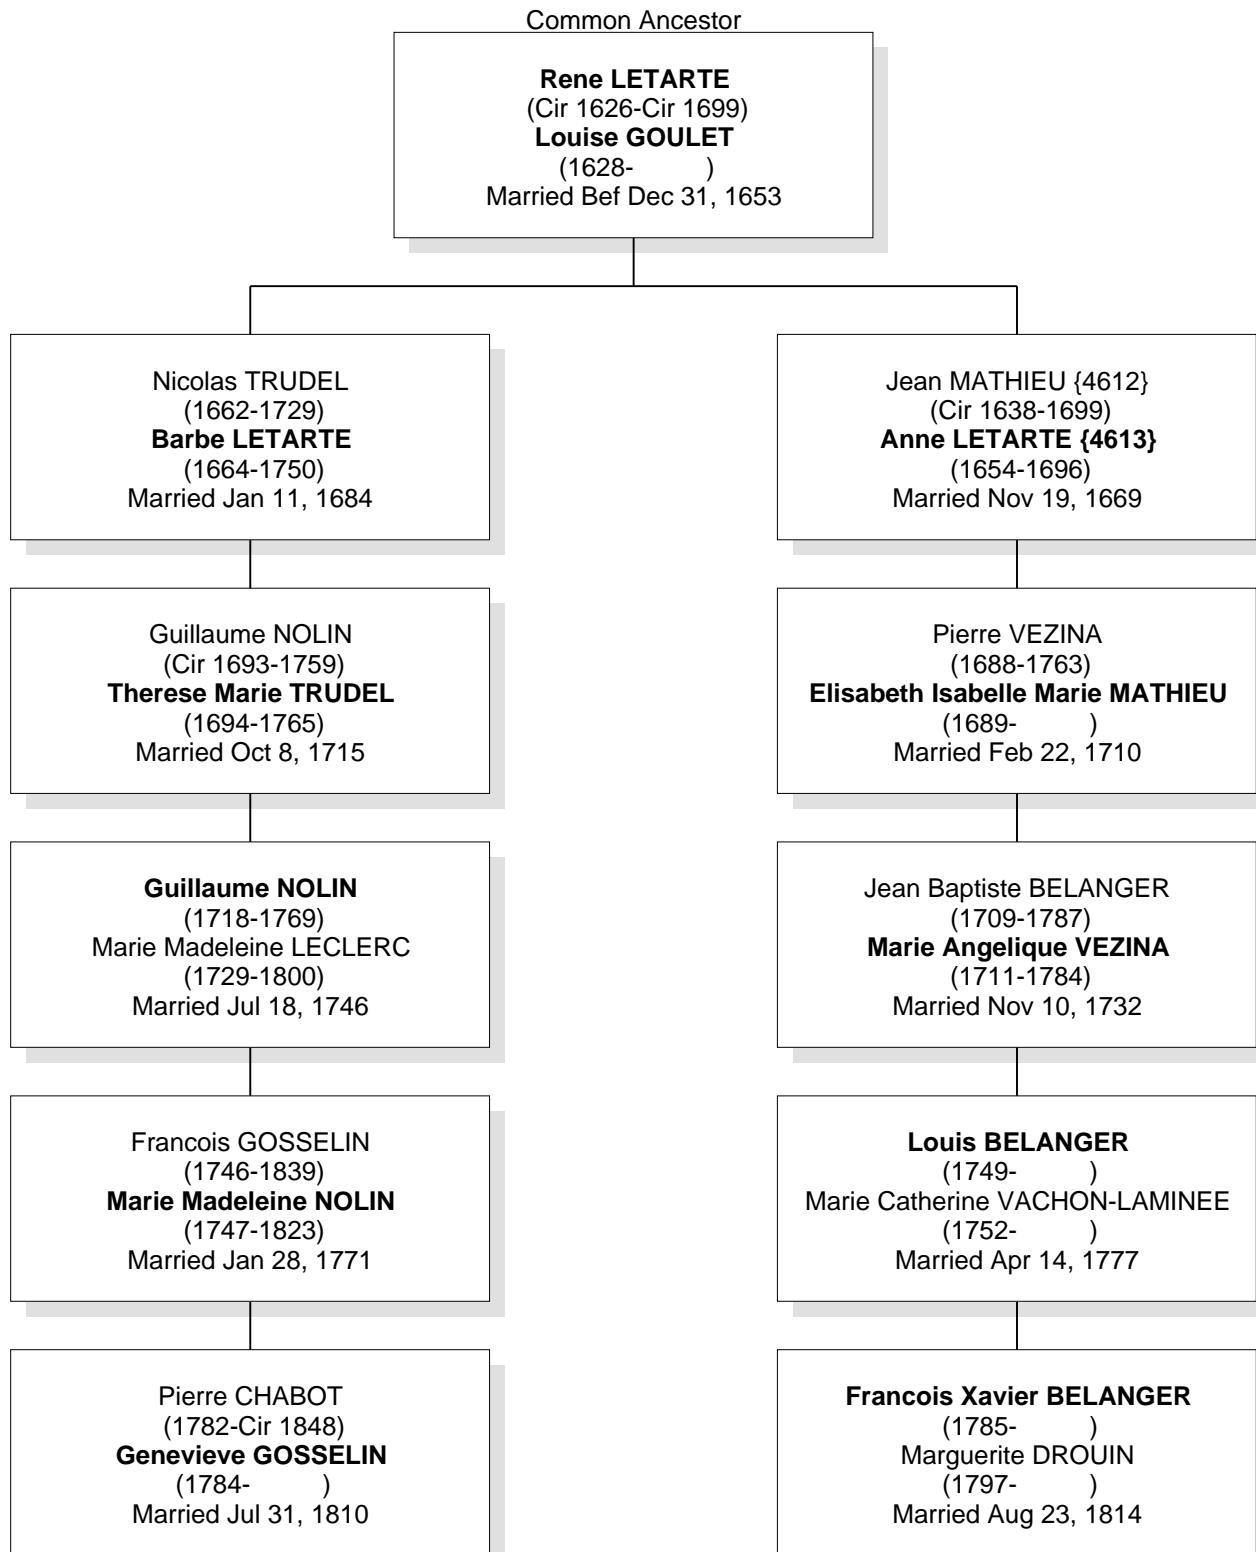 Common Ancestor
Rene LETARTE
(Cir 1626-Cir 1699)
Louise GOULET
(1628- )
Married Bef Dec 31, 1653
Nicolas TRUDEL
(1662-1729)
Barbe LETARTE
(1664-1750)
Married Jan 11, 1684
Jean MATHIEU {4612}
(Cir 1638-1699)
Anne LETARTE {4613}
(1654-1696)
Married Nov 19, 1669
Guillaume NOLIN
(Cir 1693-1759)
Therese Marie TRUDEL
(1694-1765)
Married Oct 8, 1715
Pierre VEZINA
(1688-1763)
Elisabeth Isabelle Marie MATHIEU
(1689- )
Married Feb 22, 1710
Guillaume NOLIN
(1718-1769)
Marie Madeleine LECLERC
(1729-1800)
Married Jul 18, 1746
Jean Baptiste BELANGER
(1709-1787)
Marie Angelique VEZINA
(1711-1784)
Married Nov 10, 1732
Francois GOSSELIN
(1746-1839)
Marie Madeleine NOLIN
(1747-1823)
Married Jan 28, 1771
Louis BELANGER
(1749- )
Marie Catherine VACHON-LAMINEE
(1752- )
Married Apr 14, 1777
Pierre CHABOT
(1782-Cir 1848)
Genevieve GOSSELIN
(1784- )
Married Jul 31, 1810
Francois Xavier BELANGER
(1785- )
Marguerite DROUIN
(1797- )
Married Aug 23, 1814